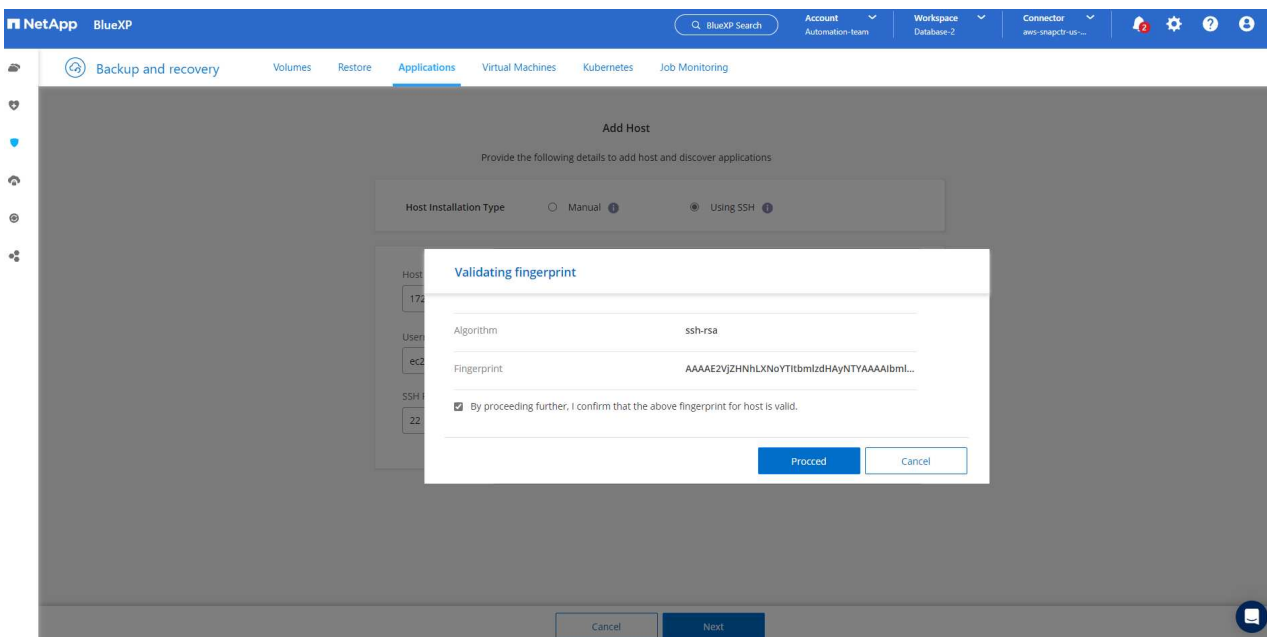 NetApp BlueXP BlueXP Search Account Automation-team Workspace Database-2 Connector aws-snapctr-us-... 2
Backup and recovery Volumes Restore Applications Virtual Machines Kubernetes Job Monitoring
Add Host
Provide the following details to add host and discover applications
Host Installation Type Manual Using SSH
Host
172
User
ec2
SSH
22
Validating fingerprint
Algorithm ssh-rsa
Fingerprint AAAAE2VjZHNhLXNoYTItbmlzdHAyNTYAAAAIbml...
By proceeding further, I confirm that the above fingerprint for host is valid.
Procced Cancel
Cancel Next